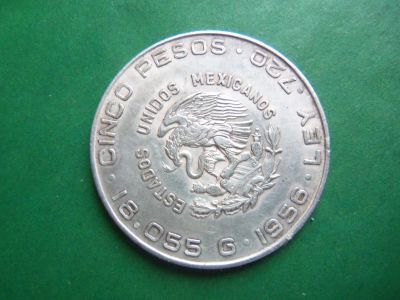 CINCO PESOS · 720 · LEY · 1956 · 18.055 G ·
ESTADOS UNIDOS MEXICANOS